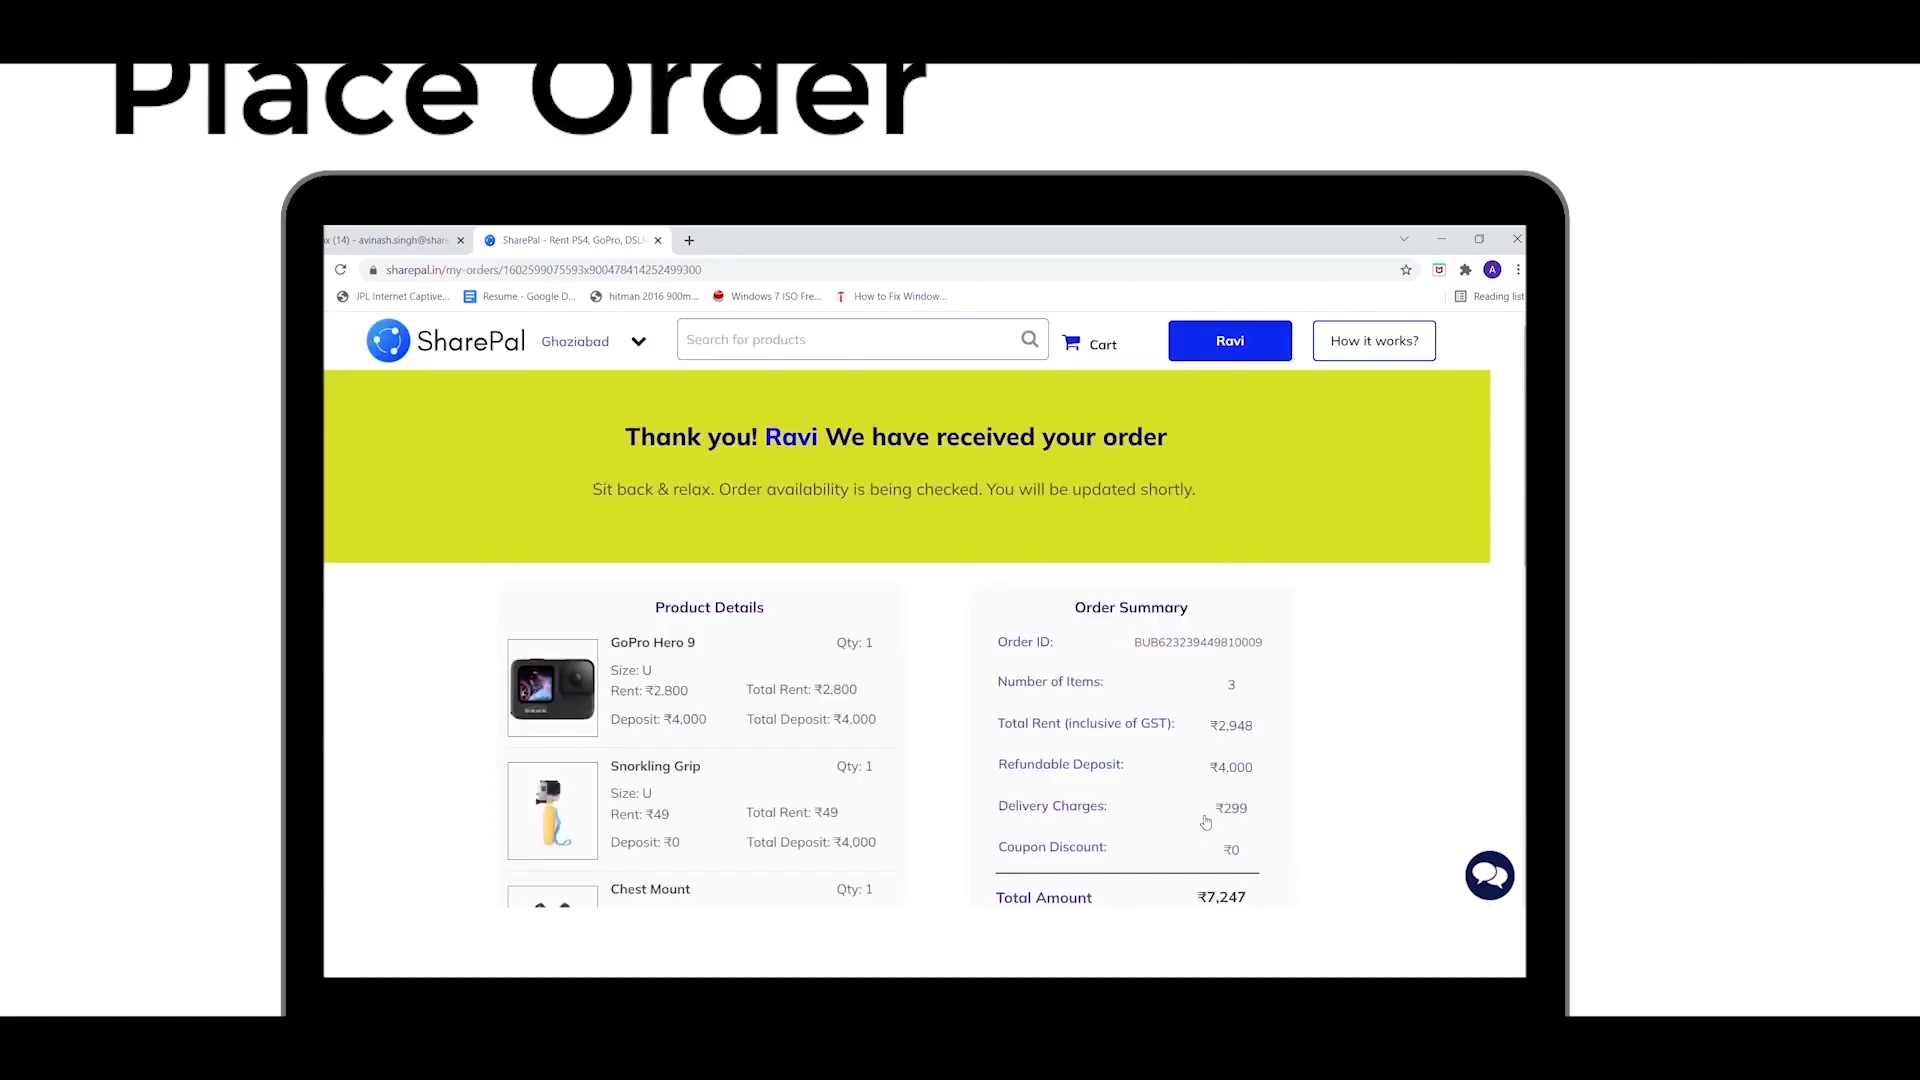 Place Order
x (14) - avinash.singh@share
SharePal - Rent PS4, GoPro, DSL
sharepal.in/my-orders/1602599075593x900478414252499300
A
JPL Internet Captive... Resume - Google D... hitman 2016 900m... Windows 7 ISO Fre... How to Fix Window... Reading list
SharePal Ghaziabad Search for products Cart Ravi How it works?
Thank you! Ravi We have received your order
Sit back & relax. Order availability is being checked. You will be updated shortly.
Product Details
GoPro Hero 9 Qty: 1
Size: U
Rent: ₹2,800 Total Rent: ₹2,800
Deposit: ₹4,000 Total Deposit: ₹4,000
Snorkling Grip Qty: 1
Size: U
Rent: ₹49 Total Rent: ₹49
Deposit: ₹0 Total Deposit: ₹4,000
Chest Mount Qty: 1
Order Summary
Order ID: BUB623239449810009
Number of Items: 3
Total Rent (inclusive of GST): ₹2,948
Refundable Deposit: ₹4,000
Delivery Charges: ₹299
Coupon Discount: ₹0
Total Amount ₹7,247